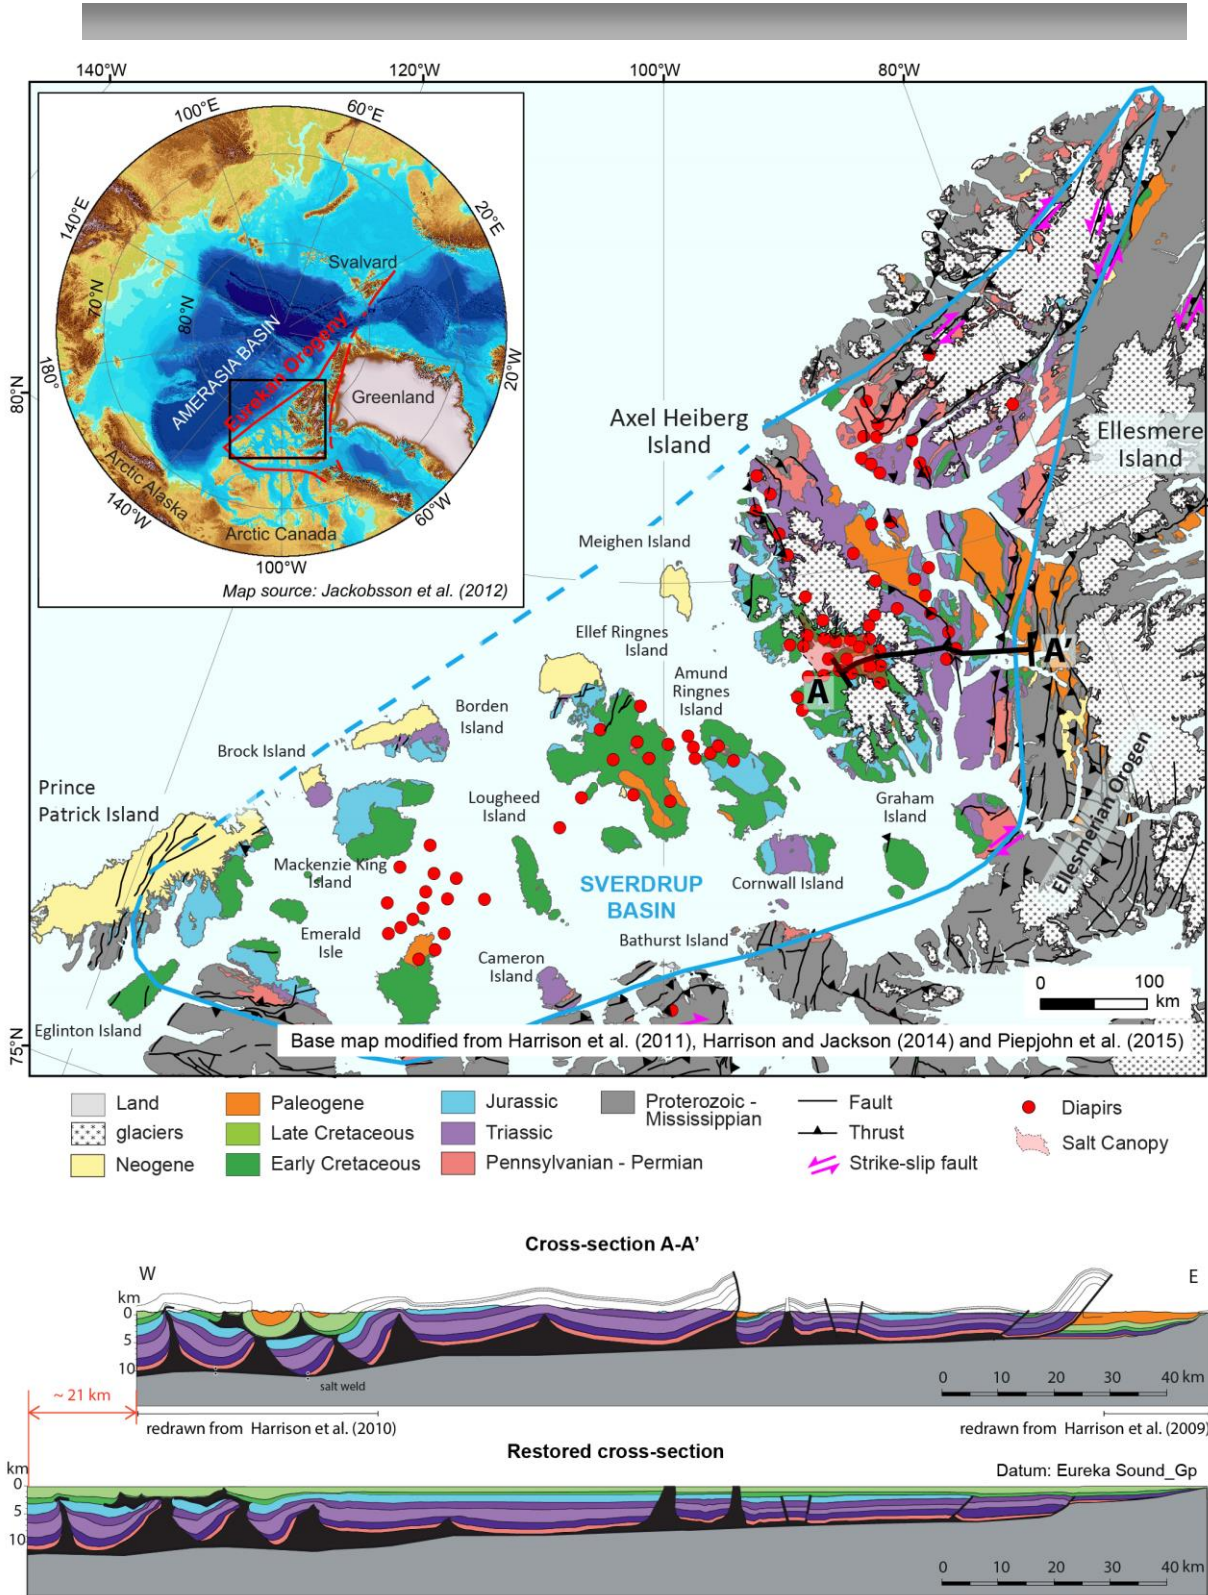 140°W
120°W
100°W
80°W
80°N
75°N
100°E
60°E
140°E
20°E
Svalvard
70°N
80°N
180°
AMERASIA BASIN
Eurekan Orogeny
20°W
Greenland
Arctic Alaska
140°W
60°W
Arctic Canada
100°W
Map source: Jackobsson et al. (2012)
Axel Heiberg
Island
Ellesmere
Island
Meighen Island
Ellef Ringnes
Island
Amund
Ringnes
Island
A
A'
Borden
Island
Brock Island
Prince
Patrick Island
Lougheed
Island
Graham
Island
Mackenzie King
Island
SVERDRUP
BASIN
Cornwall Island
Ellesmerian Orogen
Emerald
Isle
Cameron
Island
Bathurst Island
Eglinton Island
0 100
km
Base map modified from Harrison et al. (2011), Harrison and Jackson (2014) and Piepjohn et al. (2015)
Land
glaciers
Neogene
Paleogene
Late Cretaceous
Early Cretaceous
Jurassic
Triassic
Pennsylvanian - Permian
Proterozoic -
Mississippian
Fault
Thrust
Strike-slip fault
Diapirs
Salt Canopy
Cross-section A-A'
W
E
km
0
5
10
salt weld
0 10 20 30 40 km
~ 21 km
redrawn from Harrison et al. (2010)
redrawn from Harrison et al. (2009)
Restored cross-section
Datum: Eureka Sound_Gp
km
0
5
10
0 10 20 30 40 km